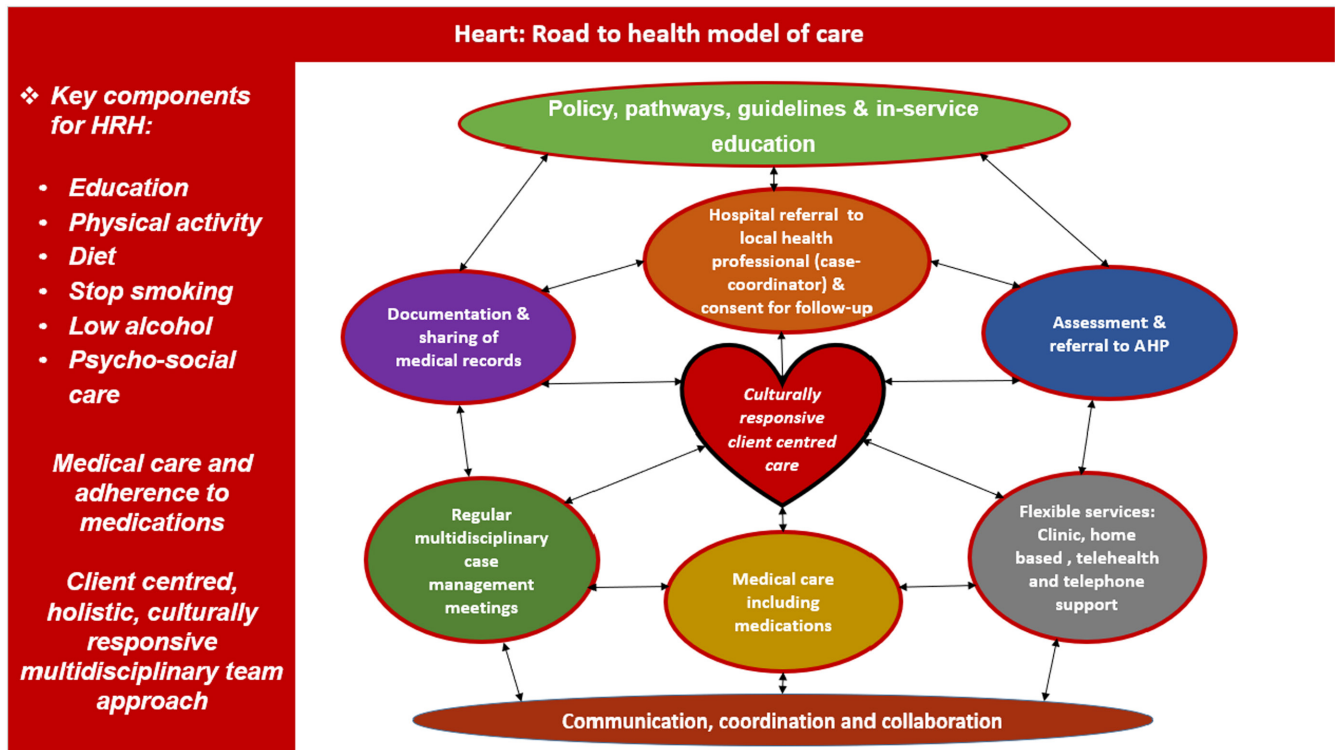 Heart: Road to health model of care
❖ Key components
for HRH:
• Education
• Physical activity
• Diet
• Stop smoking
• Low alcohol
• Psycho-social
care
Medical care and
adherence to
medications
Client centred,
holistic, culturally
responsive
multidisciplinary team
approach
Policy, pathways, guidelines & in-service
education
Hospital referral to
local health
professional (case-
coordinator) &
consent for follow-up
Documentation &
sharing of
medical records
Assessment &
referral to AHP
Culturally
responsive
client centred
care
Regular
multidisciplinary
case
management
meetings
Medical care
including
medications
Flexible services:
Clinic, home
based , telehealth
and telephone
support
Communication, coordination and collaboration